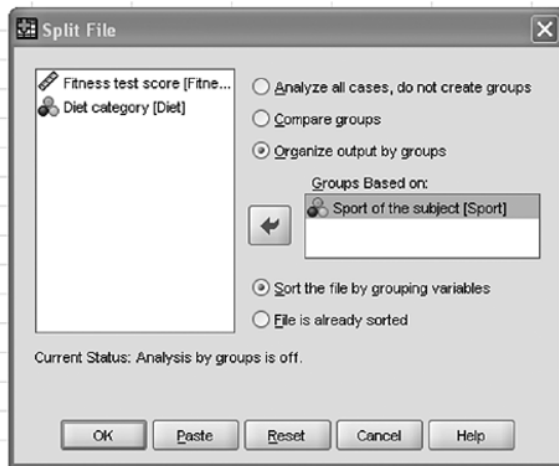 Split File
Fitness test score [Fitne...
Diet category [Diet]
Analyze all cases, do not create groups
Compare groups
Organize output by groups
Groups Based on:
Sport of the subject [Sport]
Sort the file by grouping variables
File is already sorted
Current Status: Analysis by groups is off.
OK
Paste
Reset
Cancel
Help